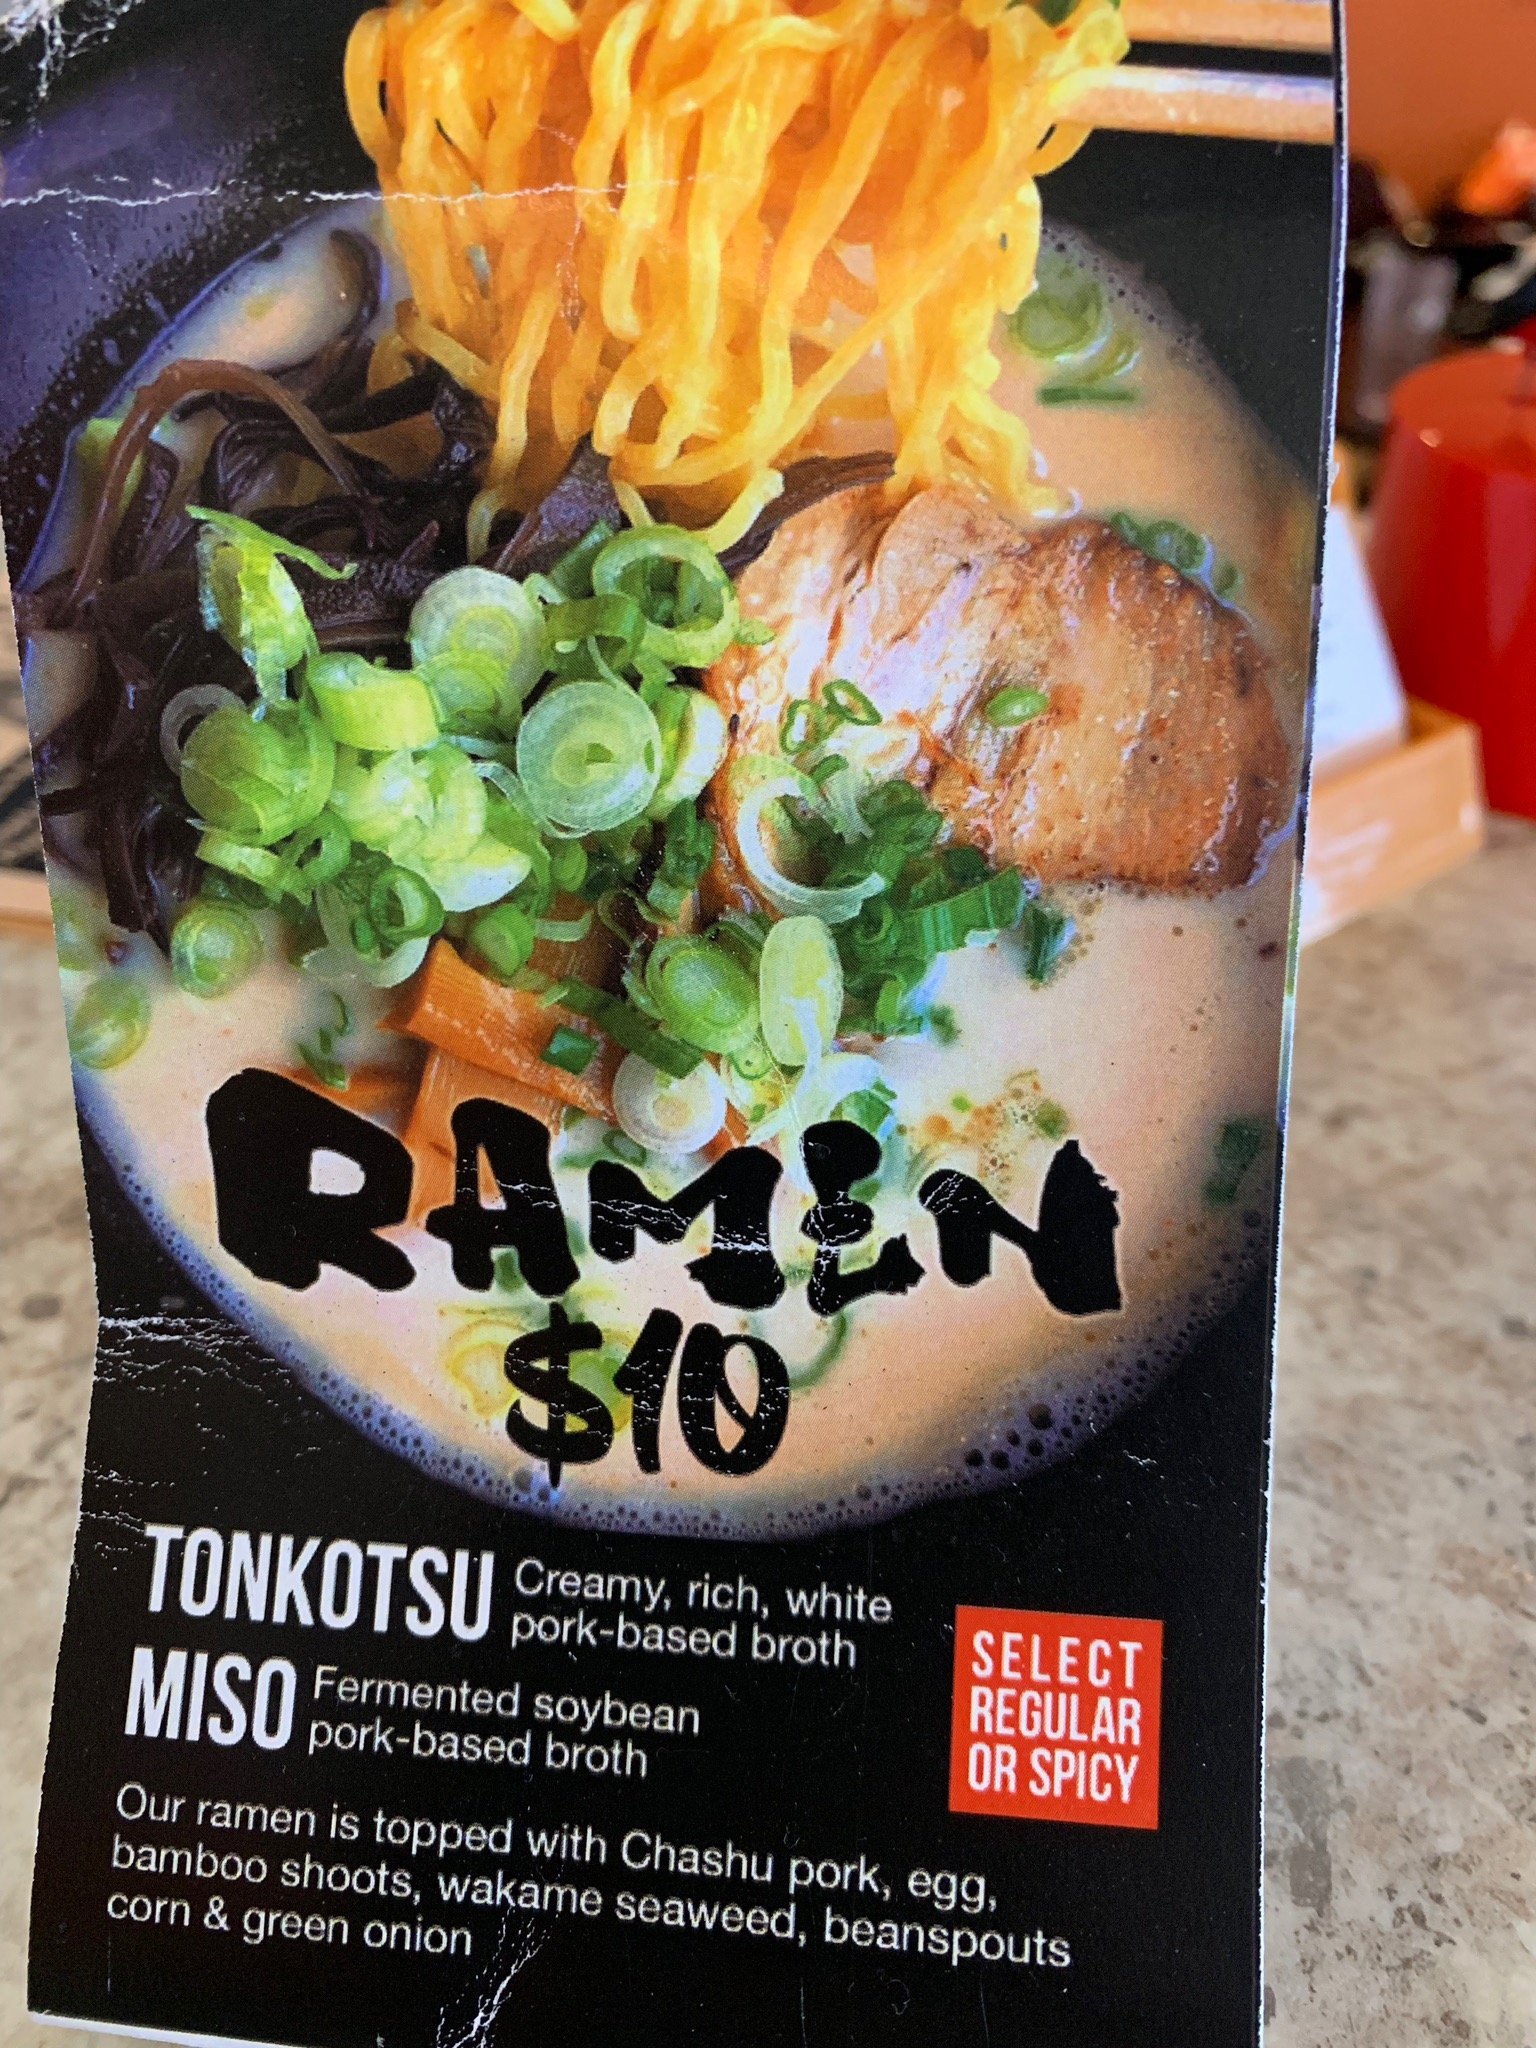 RAMEN
$10
TONKOTSU Creamy, rich, white
pork-based broth
MISO Fermented soybean
pork-based broth
SELECT
REGULAR
OR SPICY
Our ramen is topped with Chashu pork, egg,
bamboo shoots, wakame seaweed, beanspouts
corn & green onion